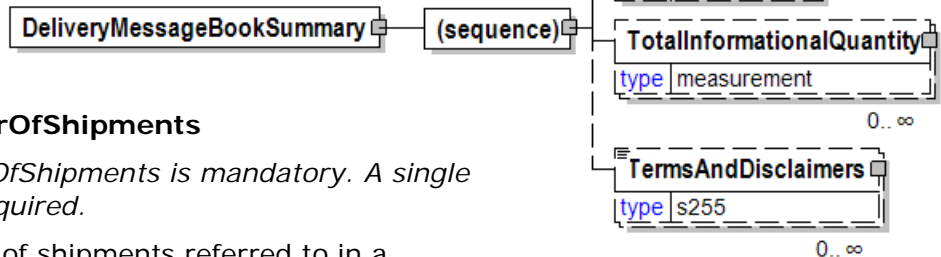 DeliveryMessageBookSummary
(sequence)
TotalInformationalQuantity
type measurement
0.. ∞
TermsAndDisclaimers
type s255
0.. ∞
rOfShipments
OfShipments is mandatory. A single
quired.
of shipments referred to in a